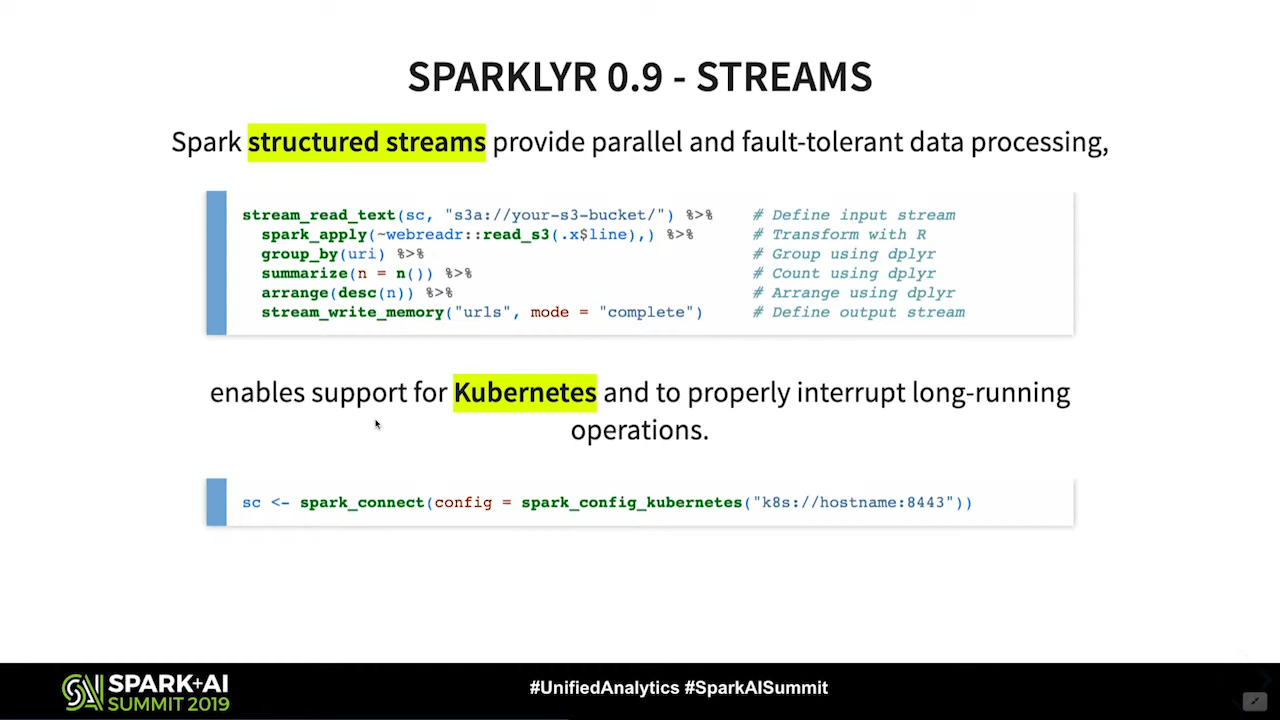 SPARKLYR 0.9 - STREAMS
Spark structured streams provide parallel and fault-tolerant data processing,
stream_read_text(sc, "s3a://your-s3-bucket/") %>% # Define input stream
spark_apply(~webreadr::read_s3(.x$line),) %>% # Transform with R
group_by(uri) %>% # Group using dplyr
summarize(n = n()) %>% # Count using dplyr
arrange(desc(n)) %>% # Arrange using dplyr
stream_write_memory("urls", mode = "complete") # Define output stream
enables support for Kubernetes and to properly interrupt long-running
operations.
sc <- spark_connect(config = spark_config_kubernetes("k8s://hostname:8443"))
SPARK+AI
SUMMIT 2019
#UnifiedAnalytics #SparkAISummit